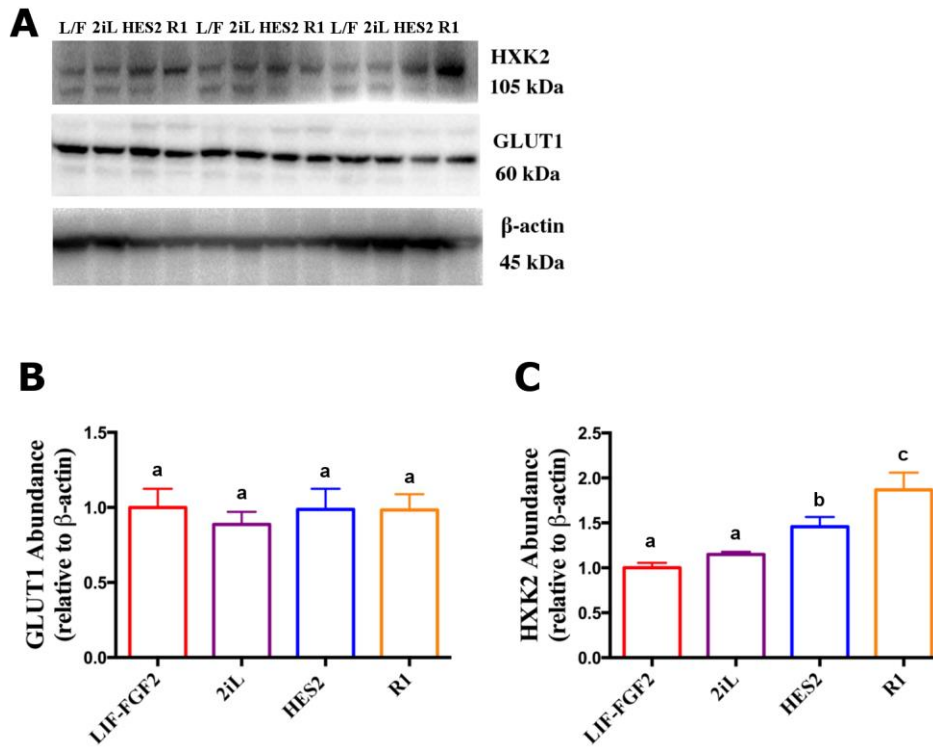 A
L/F 2iL HES2 R1 L/F 2iL HES2 R1 L/F 2iL HES2 R1
HXK2
105 kDa
GLUT1
60 kDa
β-actin
45 kDa
B
GLUT1 Abundance
(relative to β-actin)
1.5
1.0
0.5
0.0
a
a
a
a
LIF-FGF2
2iL
HES2
R1
C
HXK2 Abundance
(relative to β-actin)
2.5
2.0
1.5
1.0
0.5
0.0
a
a
b
c
LIF-FGF2
2iL
HES2
R1